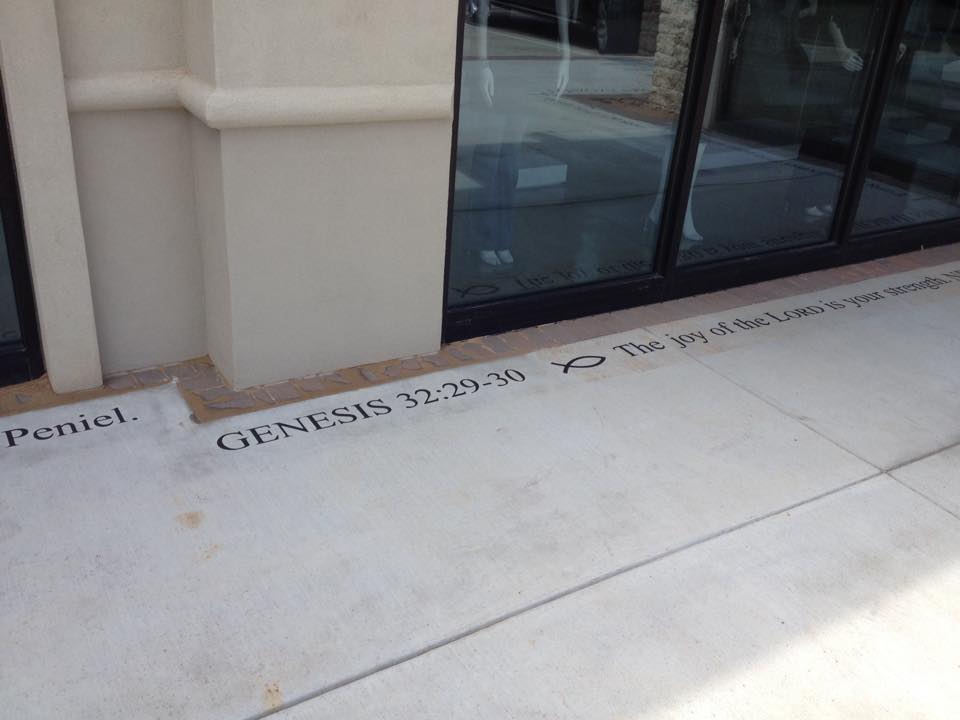 Peniel. GENESIS 32:29-30 The joy of the LORD is your strength.